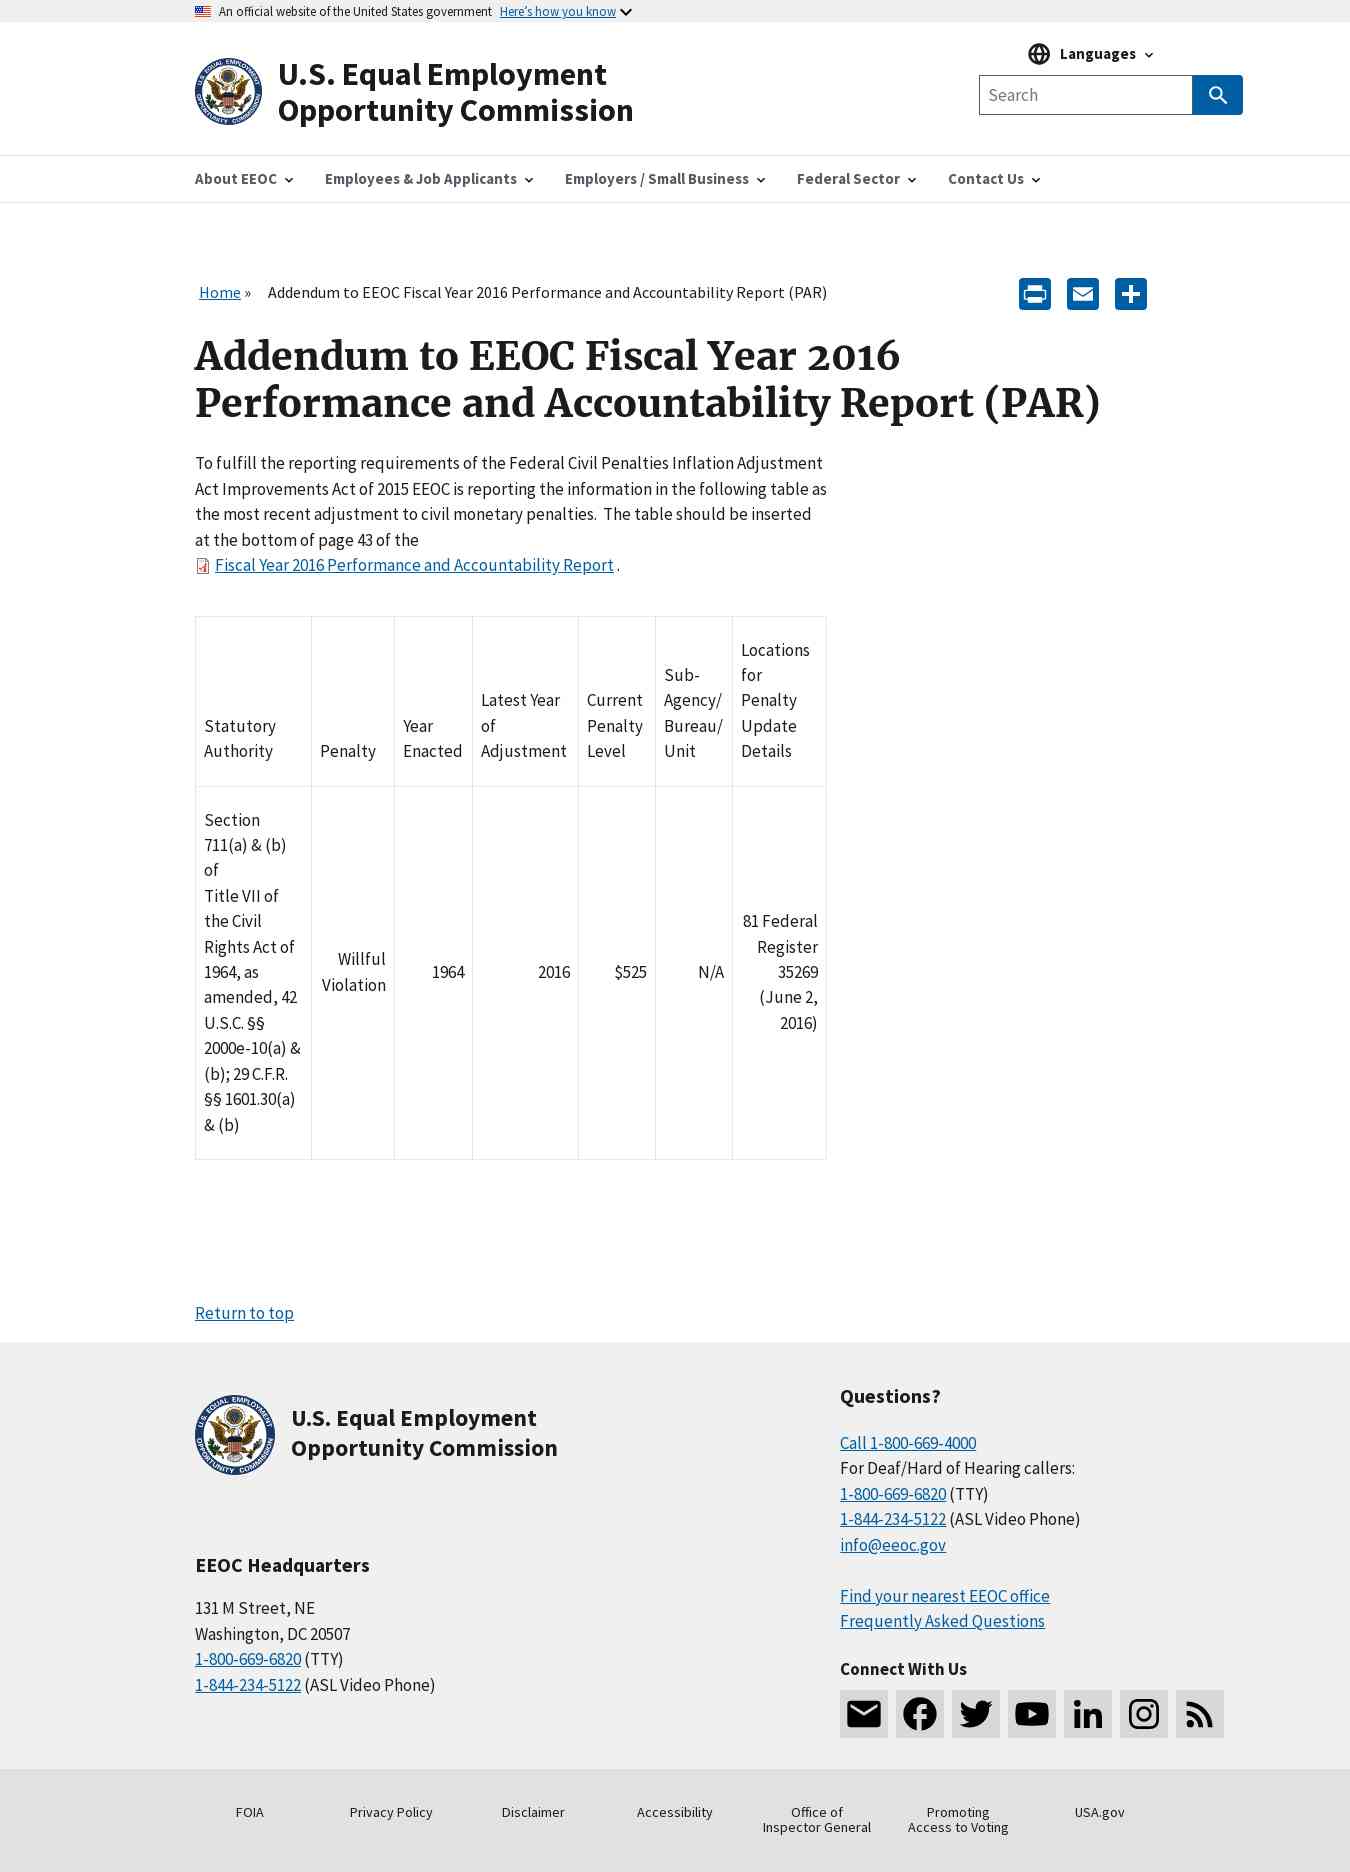 An official website of the United States government Here’s how you know
U.S. Equal Employment
Opportunity Commission
Languages
Search
About EEOC
Employees & Job Applicants
Employers / Small Business
Federal Sector
Contact Us
Home » Addendum to EEOC Fiscal Year 2016 Performance and Accountability Report (PAR)
Addendum to EEOC Fiscal Year 2016
Performance and Accountability Report (PAR)
To fulfill the reporting requirements of the Federal Civil Penalties Inflation Adjustment
Act Improvements Act of 2015 EEOC is reporting the information in the following table as
the most recent adjustment to civil monetary penalties. The table should be inserted
at the bottom of page 43 of the
Fiscal Year 2016 Performance and Accountability Report .
Statutory
Authority
Penalty
Year
Enacted
Latest Year
of
Adjustment
Current
Penalty
Level
Sub-
Agency/
Bureau/
Unit
Locations
for
Penalty
Update
Details
Section
711(a) & (b)
of
Title VII of
the Civil
Rights Act of
1964, as
amended, 42
U.S.C. §§
2000e-10(a) &
(b); 29 C.F.R.
§§ 1601.30(a)
& (b)
Willful
Violation
1964
2016
$525
N/A
81 Federal
Register
35269
(June 2,
2016)
Return to top
U.S. EQUAL EMPLOYMENT OPPORTUNITY COMMISSION
U.S. Equal Employment
Opportunity Commission
EEOC Headquarters
131 M Street, NE
Washington, DC 20507
1-800-669-6820 (TTY)
1-844-234-5122 (ASL Video Phone)
Questions?
Call 1-800-669-4000
For Deaf/Hard of Hearing callers:
1-800-669-6820 (TTY)
1-844-234-5122 (ASL Video Phone)
info@eeoc.gov
Find your nearest EEOC office
Frequently Asked Questions
Connect With Us
FOIA
Privacy Policy
Disclaimer
Accessibility
Office of
Inspector General
Promoting
Access to Voting
USA.gov